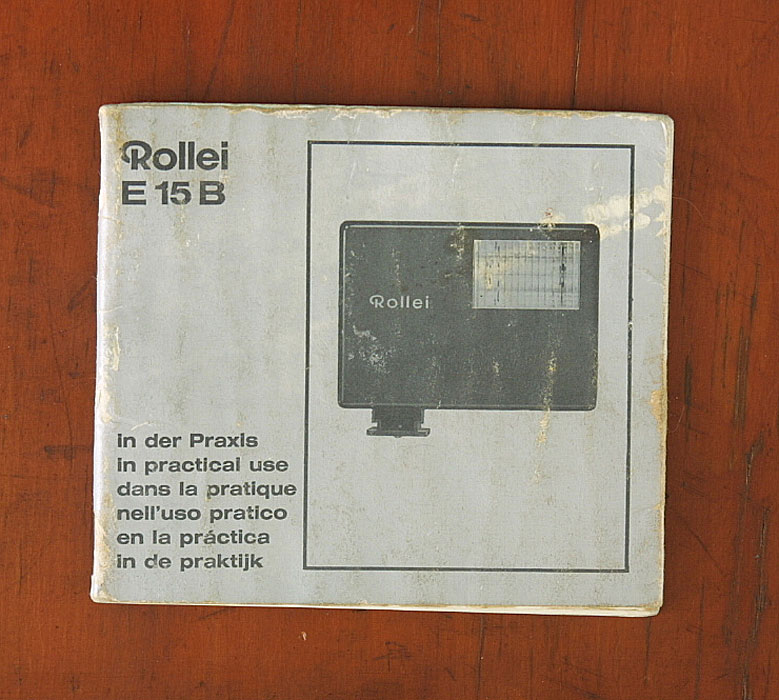 Rollei
E 15 B
Rollei
in der Praxis
in practical use
dans la pratique
nell'uso pratico
en la práctica
in de praktijk